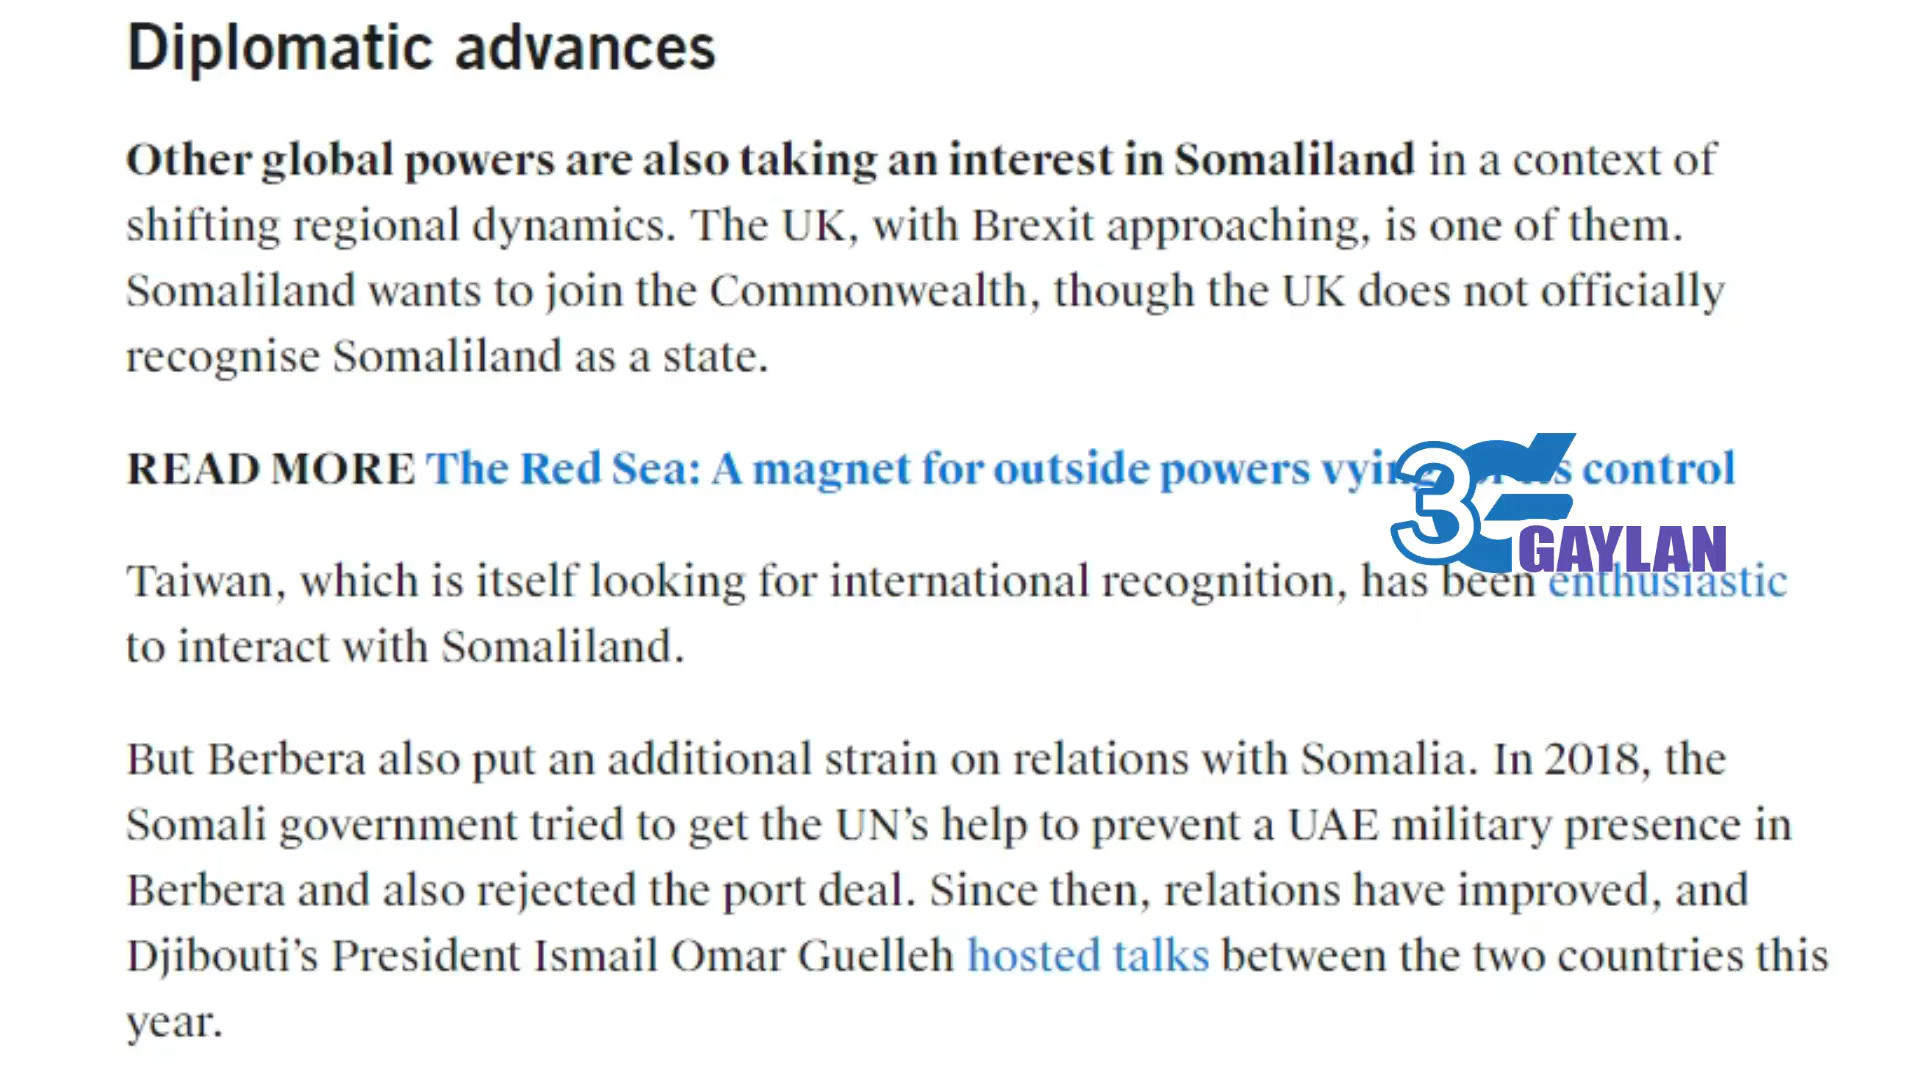 Diplomatic advances
Other global powers are also taking an interest in Somaliland in a context of
shifting regional dynamics. The UK, with Brexit approaching, is one of them.
Somaliland wants to join the Commonwealth, though the UK does not officially
recognise Somaliland as a state.
READ MORE The Red Sea: A magnet for outside powers vying control
3
GAYLAN
Taiwan, which is itself looking for international recognition, has been enthusiastic
to interact with Somaliland.
But Berbera also put an additional strain on relations with Somalia. In 2018, the
Somali government tried to get the UN’s help to prevent a UAE military presence in
Berbera and also rejected the port deal. Since then, relations have improved, and
Djibouti’s President Ismail Omar Guelleh hosted talks between the two countries this
year.